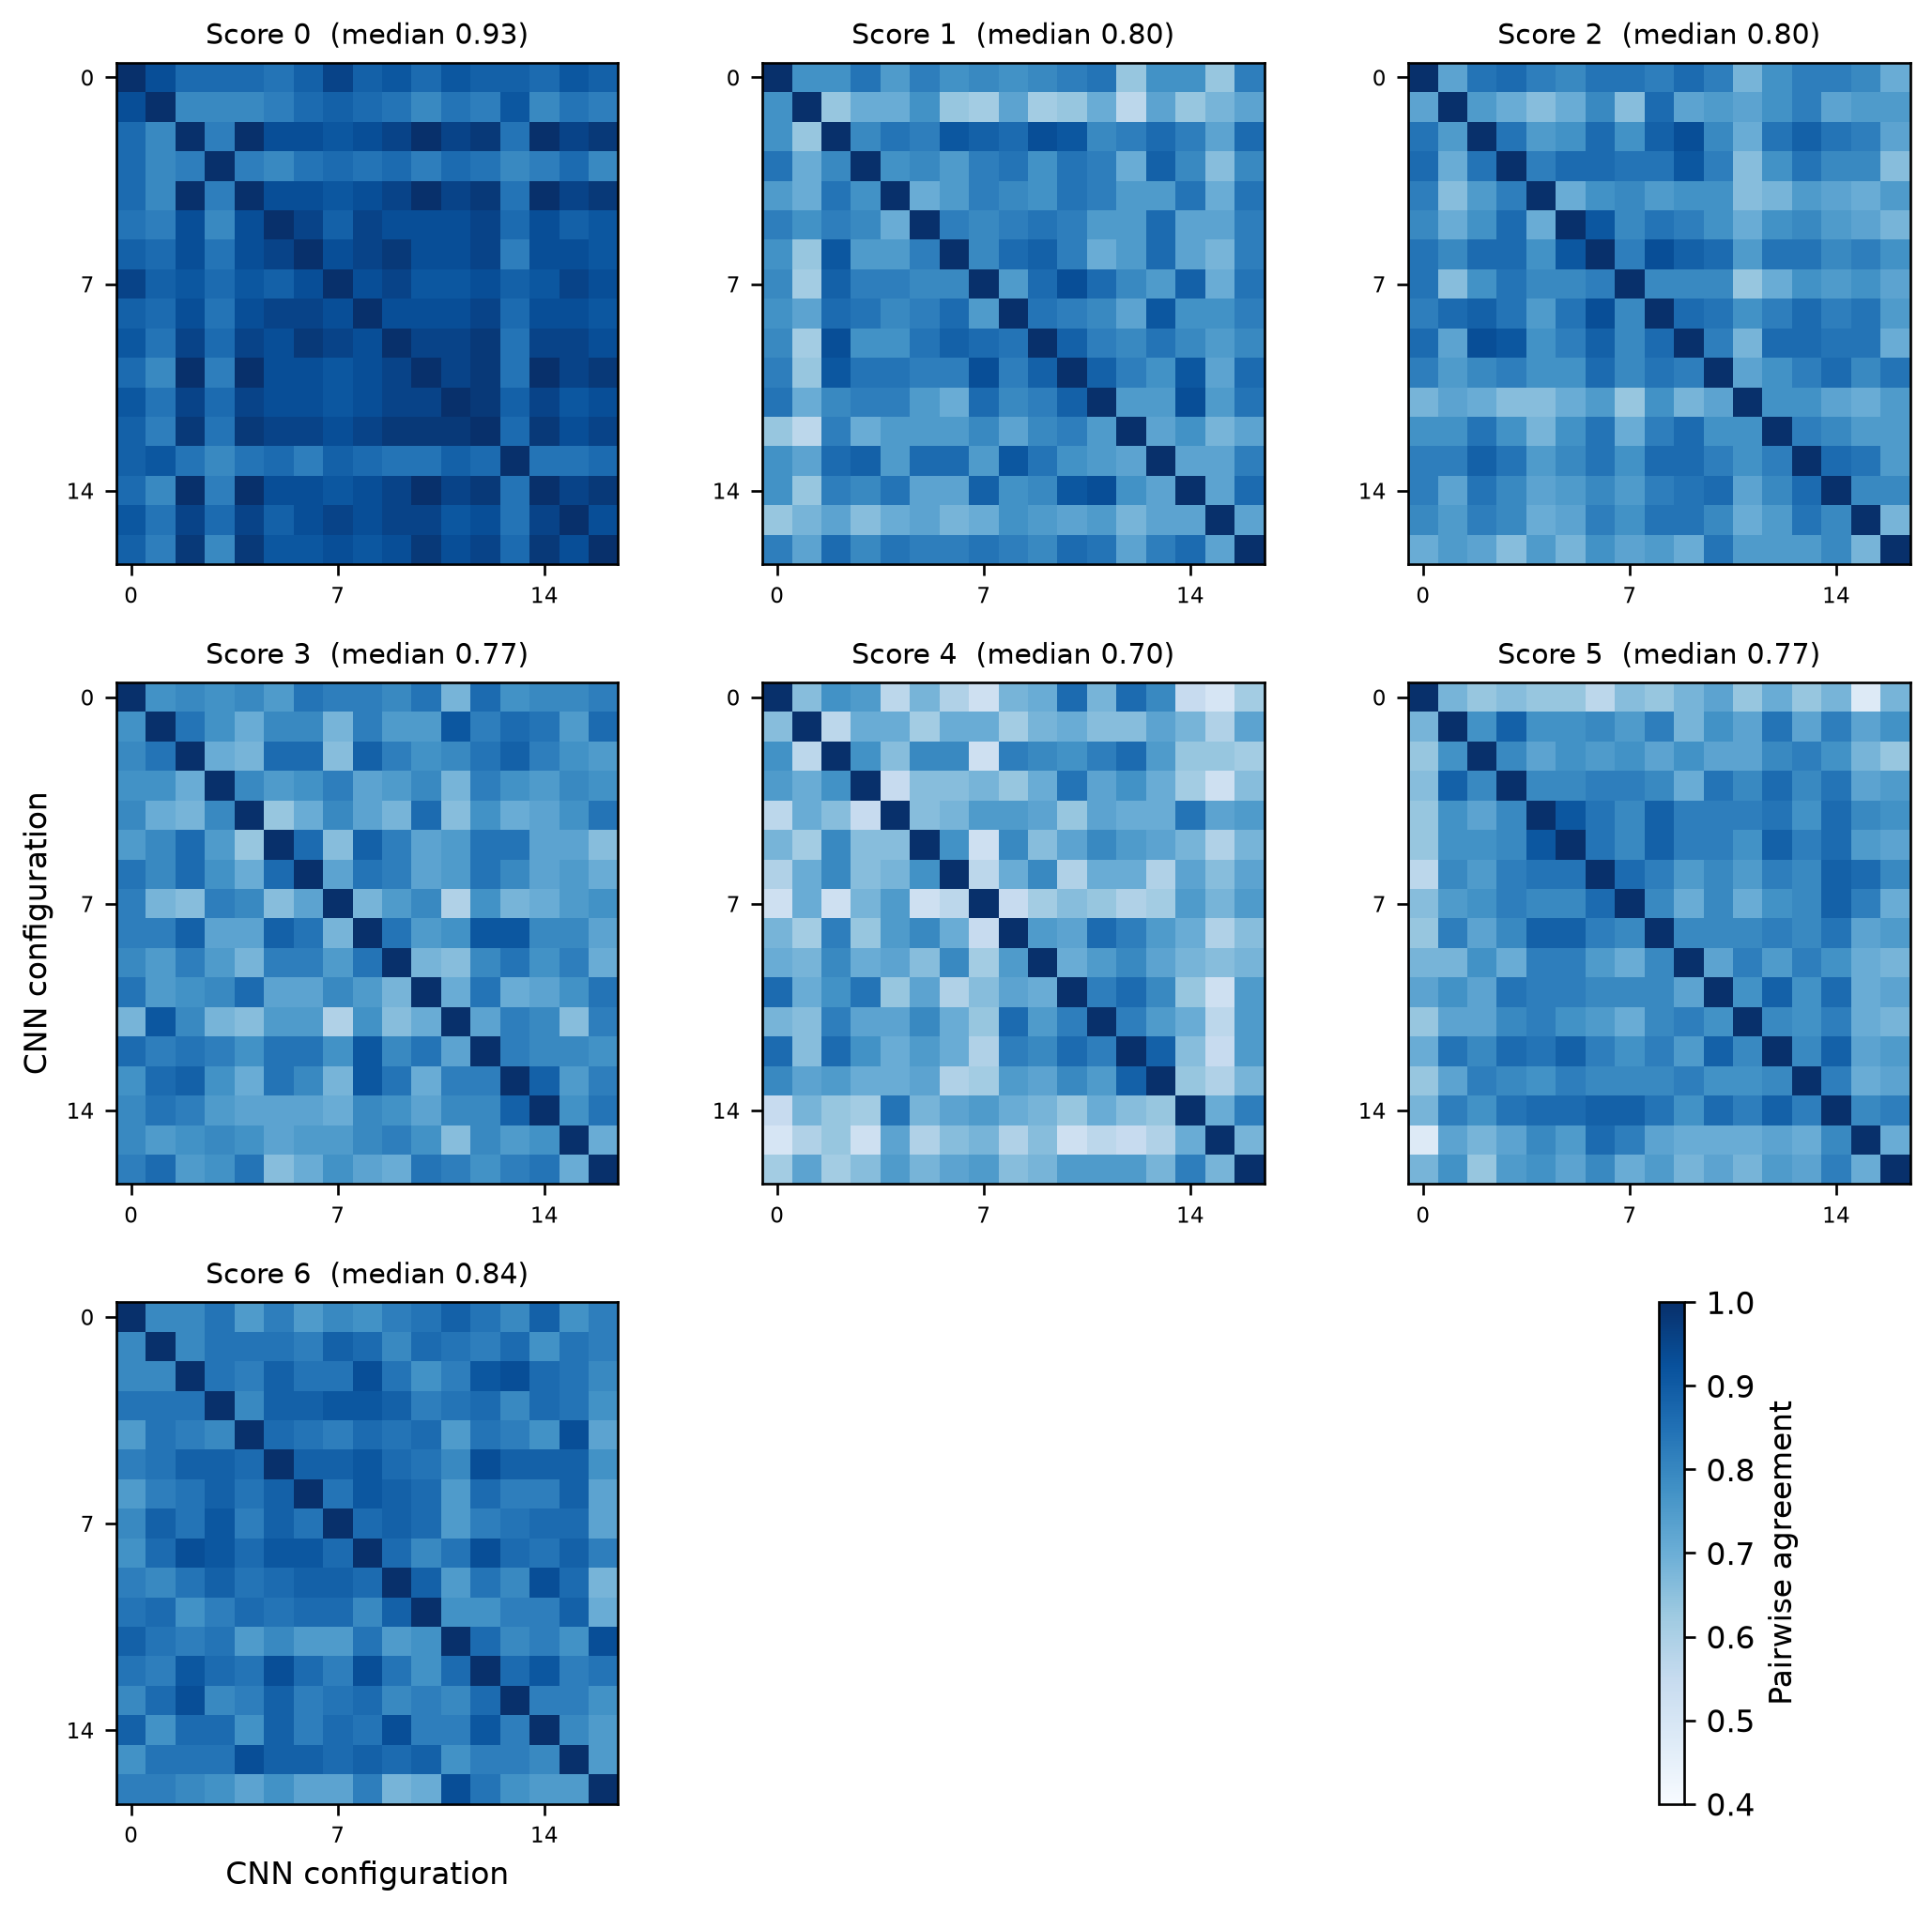 Score 0  (median 0.93)
Score 1  (median 0.80)
Score 2  (median 0.80)
0
7
14
0 7 14
0
7
14
0 7 14
0
7
14
0 7 14
Score 3  (median 0.77)
Score 4  (median 0.70)
Score 5  (median 0.77)
CNN configuration
0
7
14
0 7 14
0
7
14
0 7 14
0
7
14
0 7 14
Score 6  (median 0.84)
0
7
14
0 7 14
CNN configuration
1.0
0.9
0.8
0.7
0.6
0.5
0.4
Pairwise agreement